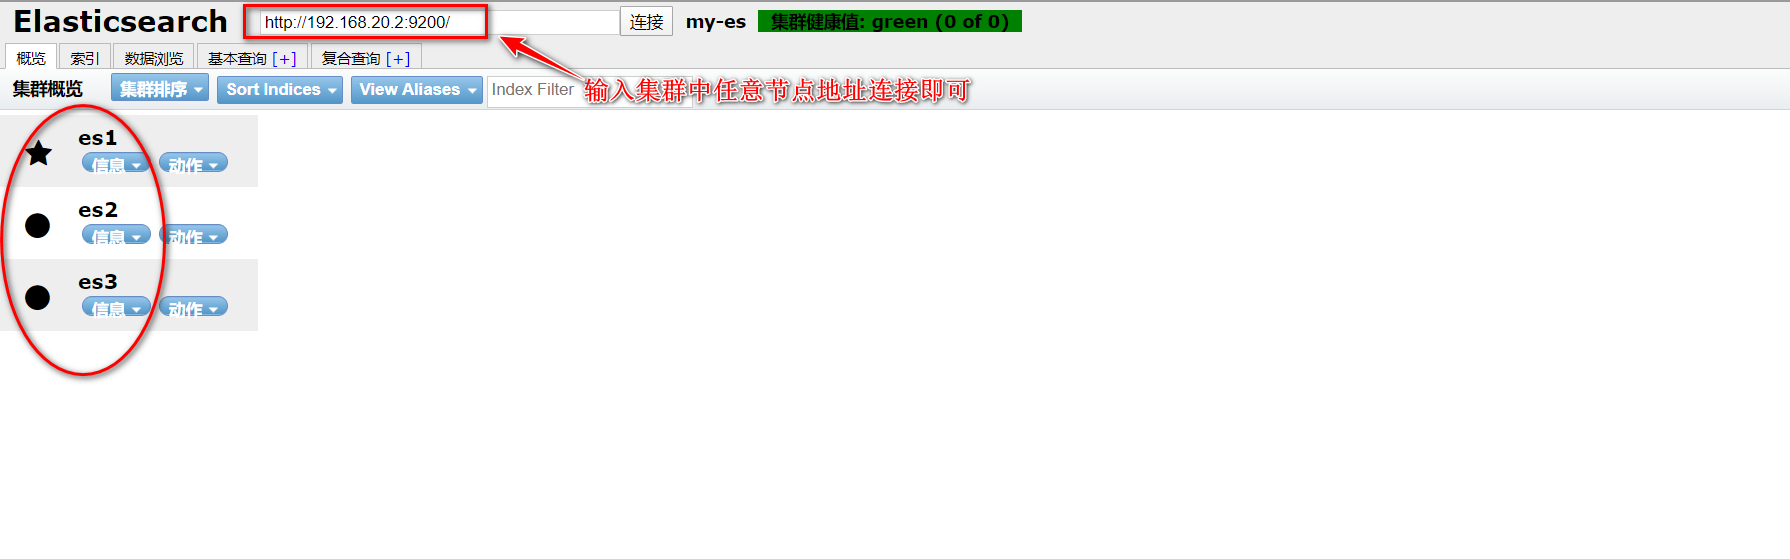 Elasticsearch http://192.168.20.2:9200/ 连接 my-es 集群健康值: green (0 of 0)
概览 索引 数据浏览 基本查询 [+] 复合查询 [+]
集群概览 集群排序 Sort Indices View Aliases Index Filter 输入集群中任意节点地址连接即可
es1
信息 动作
es2
信息 动作
es3
信息 动作